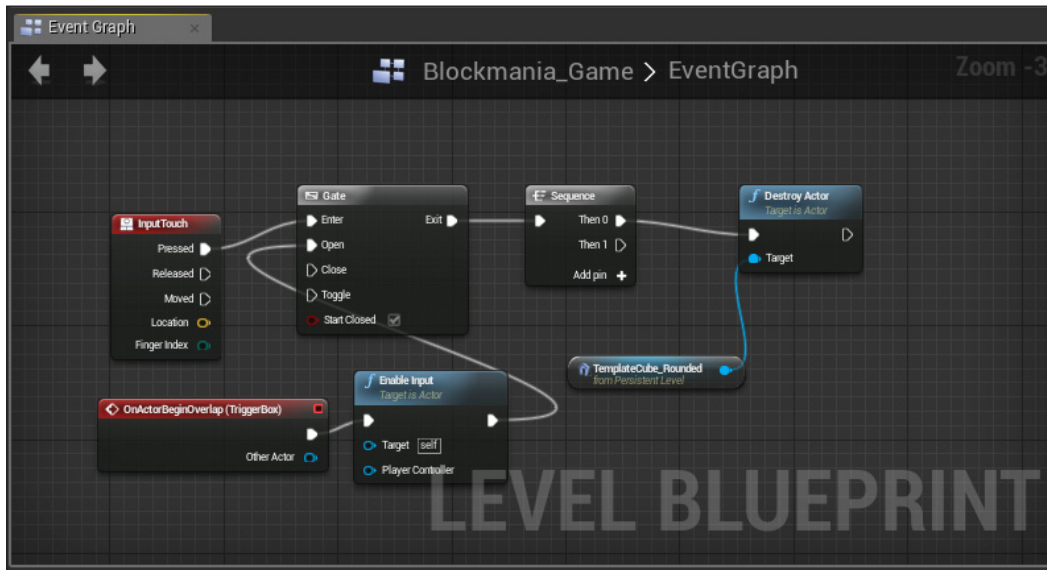 Event Graph
Blockmania_Game > EventGraph
Zoom -3
InputTouch
Pressed
Released
Moved
Location
Finger Index
Gate
Enter
Exit
Open
Close
Toggle
Start Closed
Sequence
Then 0
Then 1
Add pin
Destroy Actor
Target is Actor
Target
TemplateCube_Rounded
from Persistent Level
OnActorBeginOverlap (TriggerBox)
Other Actor
Enable Input
Target is Actor
Target self
Player Controller
LEVEL BLUEPRINT